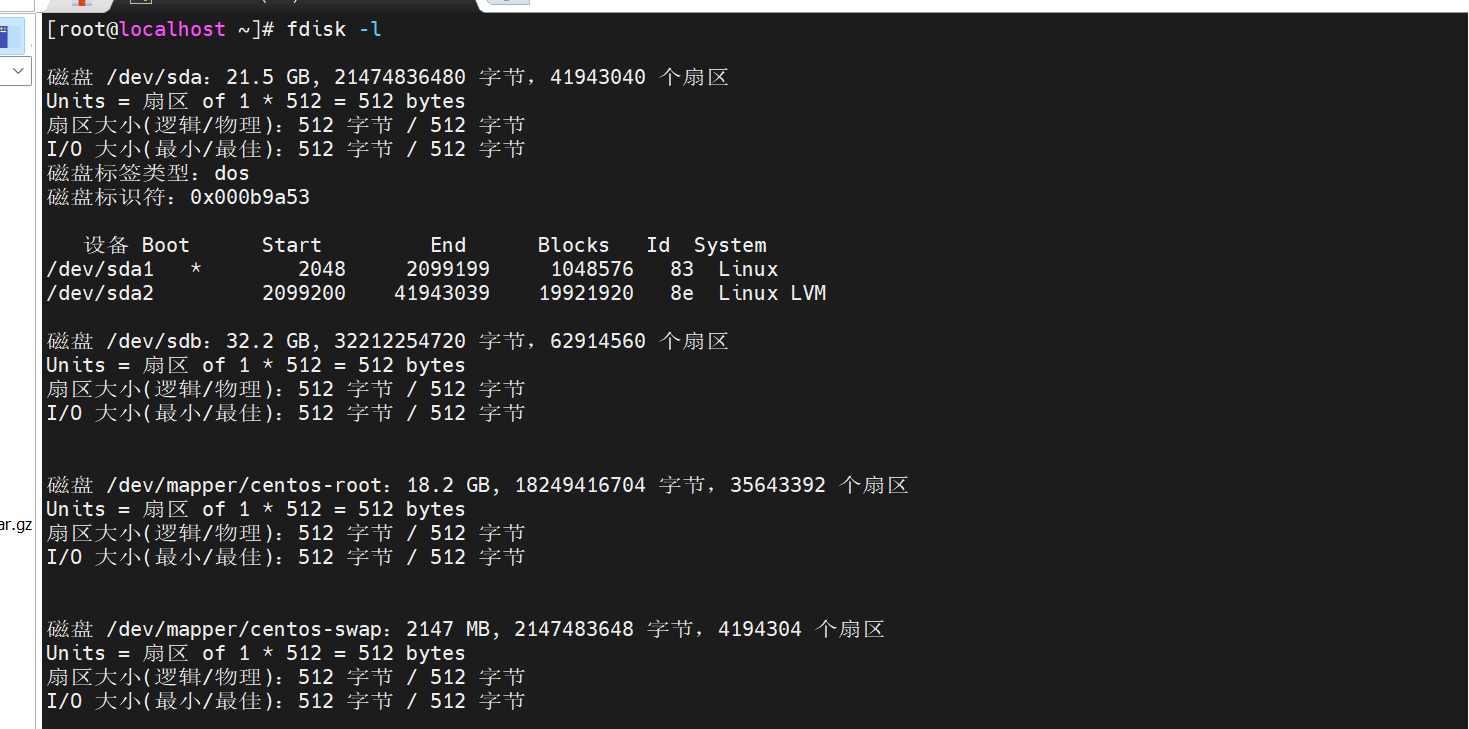 [root@localhost ~]# fdisk -l
磁盘 /dev/sda：21.5 GB, 21474836480 字节，41943040 个扇区
Units = 扇区 of 1 * 512 = 512 bytes
扇区大小(逻辑/物理)：512 字节 / 512 字节
I/O 大小(最小/最佳)：512 字节 / 512 字节
磁盘标签类型：dos
磁盘标识符：0x000b9a53
设备 Boot Start End Blocks Id System
/dev/sda1 * 2048 2099199 1048576 83 Linux
/dev/sda2 2099200 41943039 19921920 8e Linux LVM
磁盘 /dev/sdb：32.2 GB, 32212254720 字节，62914560 个扇区
Units = 扇区 of 1 * 512 = 512 bytes
扇区大小(逻辑/物理)：512 字节 / 512 字节
I/O 大小(最小/最佳)：512 字节 / 512 字节
磁盘 /dev/mapper/centos-root：18.2 GB, 18249416704 字节，35643392 个扇区
Units = 扇区 of 1 * 512 = 512 bytes
扇区大小(逻辑/物理)：512 字节 / 512 字节
I/O 大小(最小/最佳)：512 字节 / 512 字节
ar.gz
磁盘 /dev/mapper/centos-swap：2147 MB, 2147483648 字节，4194304 个扇区
Units = 扇区 of 1 * 512 = 512 bytes
扇区大小(逻辑/物理)：512 字节 / 512 字节
I/O 大小(最小/最佳)：512 字节 / 512 字节